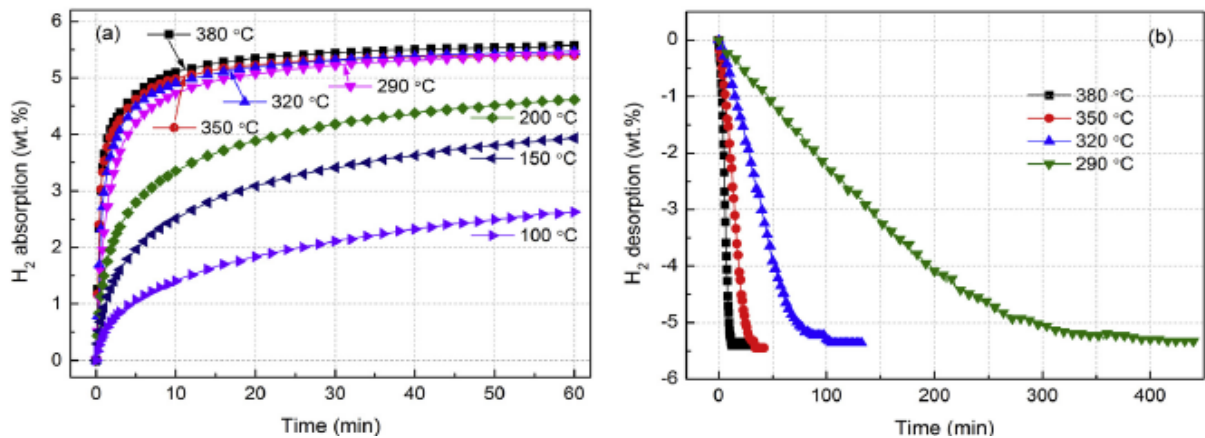 (a)
380 °C
290 °C
320 °C
350 °C
200 °C
150 °C
100 °C
H2 absorption (wt.%)
6
5
4
3
2
1
0
0 10 20 30 40 50 60
Time (min)
(b)
380 °C
350 °C
320 °C
290 °C
H2 desorption (wt.%)
0
-1
-2
-3
-4
-5
-6
0 100 200 300 400
Time (min)